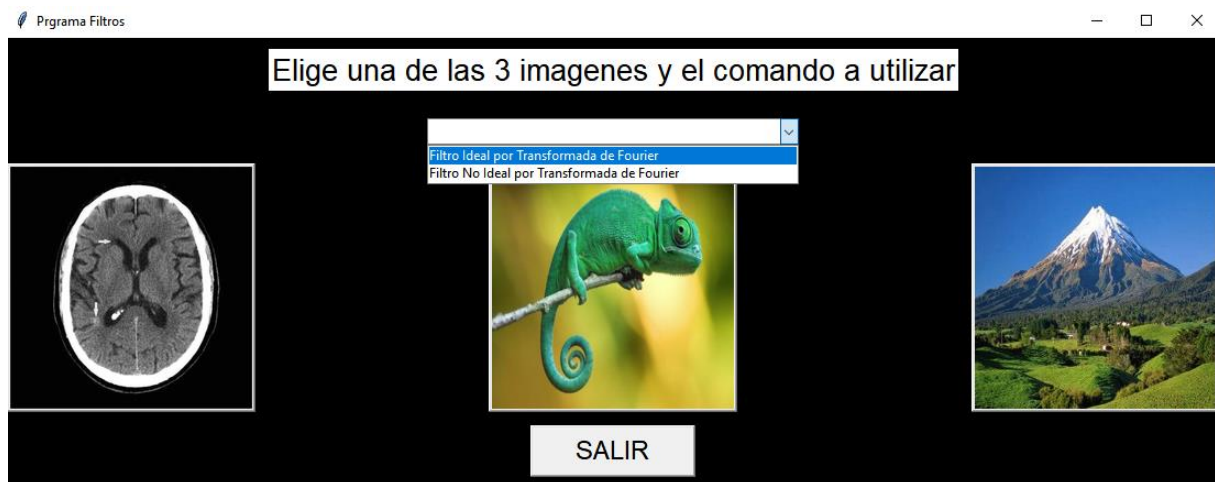 Prgrama Filtros
Elige una de las 3 imagenes y el comando a utilizar
Filtro Ideal por Transformada de Fourier
Filtro No Ideal por Transformada de Fourier
SALIR